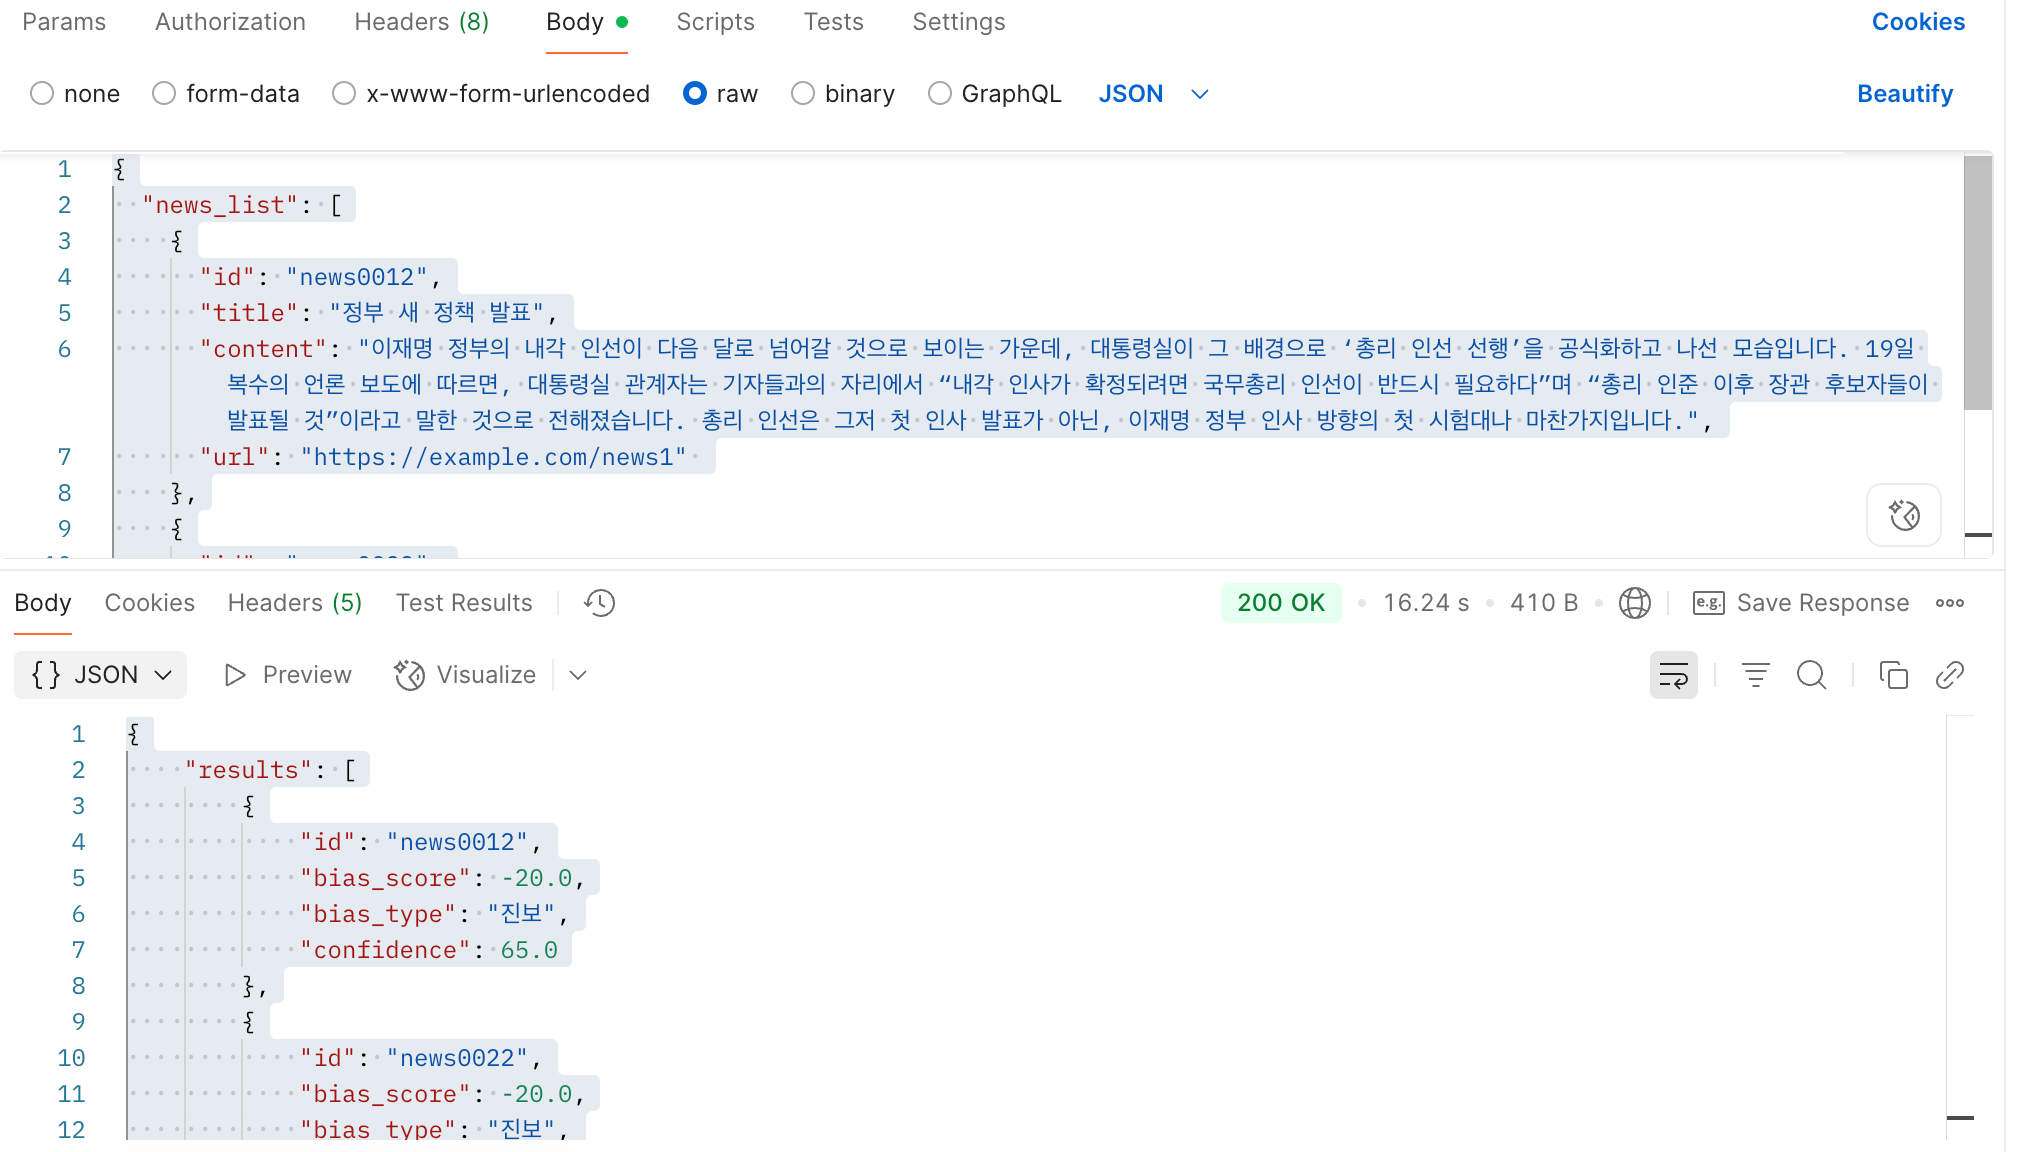 Params Authorization Headers (8) Body Scripts Tests Settings Cookies
none form-data x-www-form-urlencoded raw binary GraphQL JSON Beautify
1 {
2 "news_list": [
3 {
4 "id": "news0012",
5 "title": "정부 새 정책 발표",
6 "content": "이재명 정부의 내각 인선이 다음 달로 넘어갈 것으로 보이는 가운데, 대통령실이 그 배경으로 ‘총리 인선 선행’을 공식화하고 나선 모습입니다. 19일
복수의 언론 보도에 따르면, 대통령실 관계자는 기자들과의 자리에서 “내각 인사가 확정되려면 국무총리 인선이 반드시 필요하다”며 “총리 인준 이후 장관 후보자들이
발표될 것”이라고 말한 것으로 전해졌습니다. 총리 인선은 그저 첫 인사 발표가 아닌, 이재명 정부 인사 방향의 첫 시험대나 마찬가지입니다.",
7 "url": "https://example.com/news1"
8 },
9 {
Body Cookies Headers (5) Test Results 200 OK 16.24 s 410 B e.g. Save Response
{} JSON Preview Visualize
1 {
2 "results": [
3 {
4 "id": "news0012",
5 "bias_score": -20.0,
6 "bias_type": "진보",
7 "confidence": 65.0
8 },
9 {
10 "id": "news0022",
11 "bias_score": -20.0,
12 "bias_type": "진보",